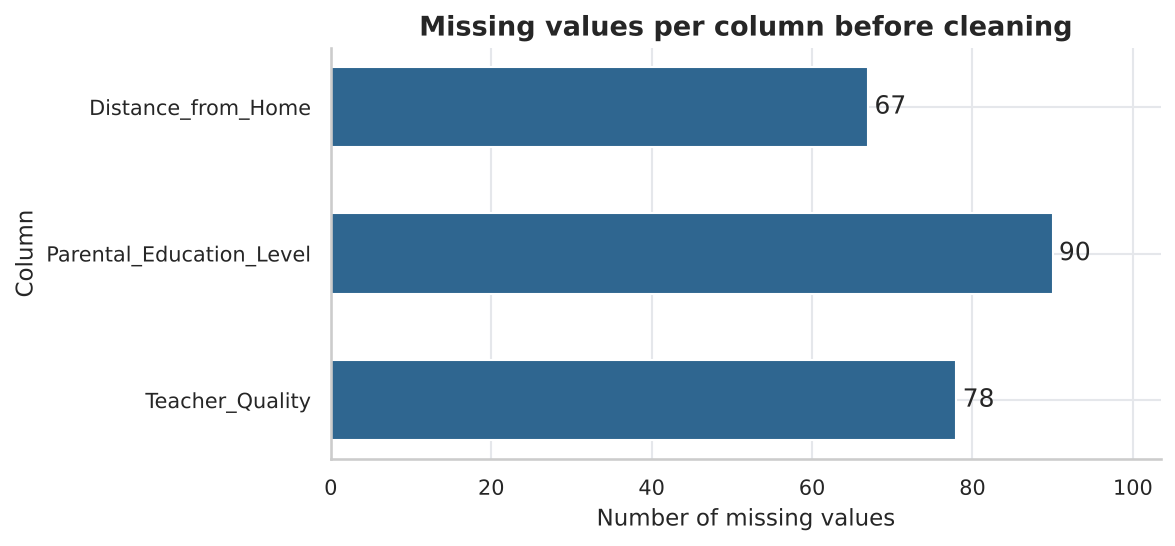 Missing values per column before cleaning
Column
Distance_from_Home
67
Parental_Education_Level
90
Teacher_Quality
78
0 20 40 60 80 100
Number of missing values